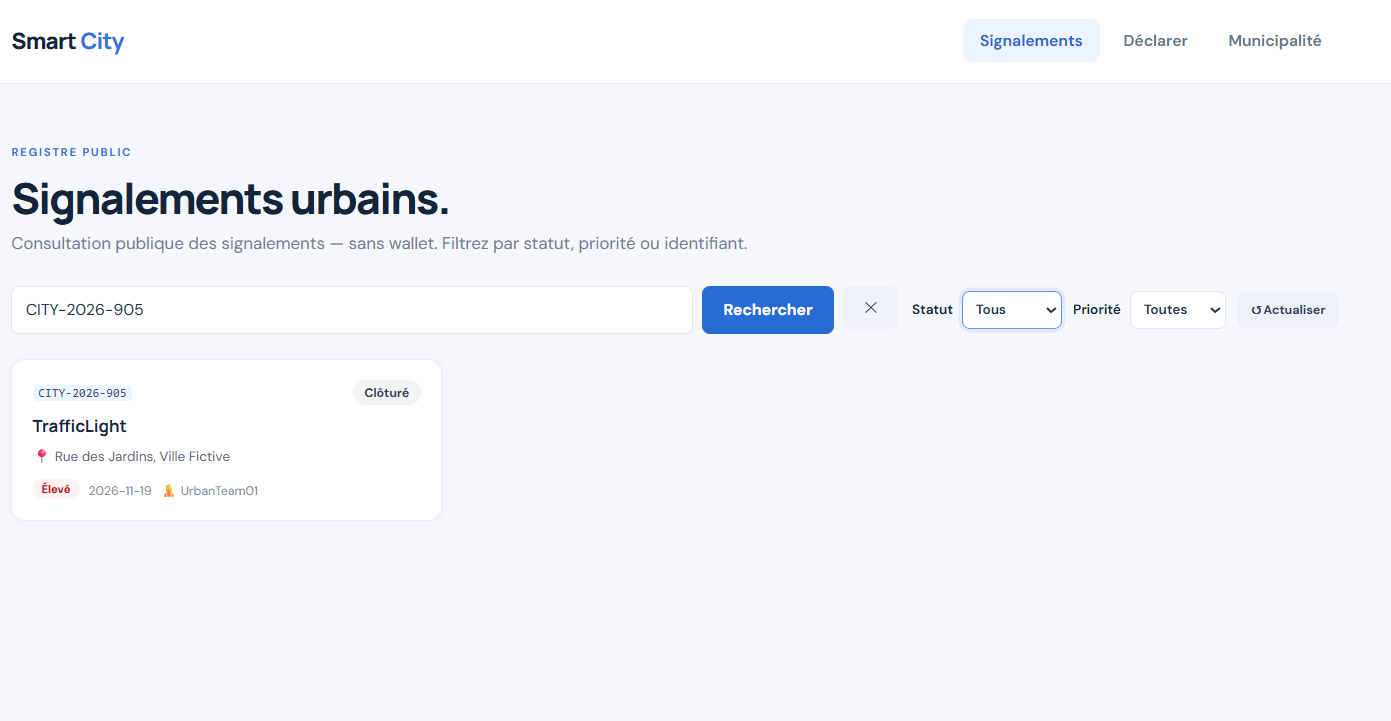 Smart City
Signalements Déclarer Municipalité
REGISTRE PUBLIC
Signalements urbains.
Consultation publique des signalements — sans wallet. Filtrez par statut, priorité ou identifiant.
CITY-2026-905 Rechercher × Statut Tous Priorité Toutes ↺ Actualiser
CITY-2026-905 Clôturé
TrafficLight
📍 Rue des Jardins, Ville Fictive
Élevé 2026-11-19 UrbanTeam01